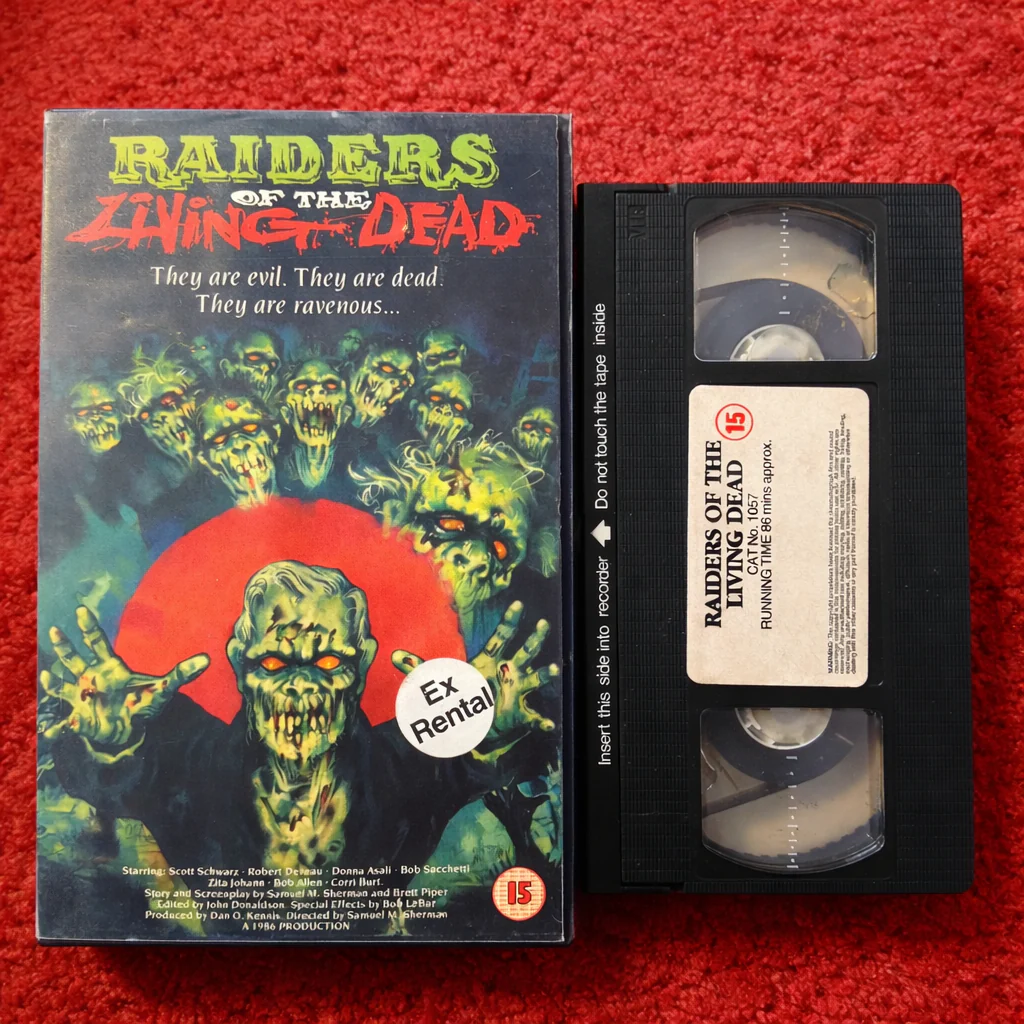 RAIDERS
OF THE
LIVING DEAD
They are evil. They are dead.
They are ravenous...
Ex
Rental
Starring: Scott Schwarz · Robert Deveau · Donna Asali · Bob Sacchetti
Zita Johann · Bob Allen · Corri Burt.
Story and Screenplay by Samuel M. Sherman and Brett Piper
Edited by John Donaldson. Special Effects by Bob LeBar
Produced by Dan Q. Kennis. Directed by Samuel M. Sherman
A 1986 PRODUCTION
15
VHS
Insert this side into recorder Do not touch the tape inside
15
RAIDERS OF THE
LIVING DEAD
CAT No. 1057
RUNNING TIME 86 mins approx.